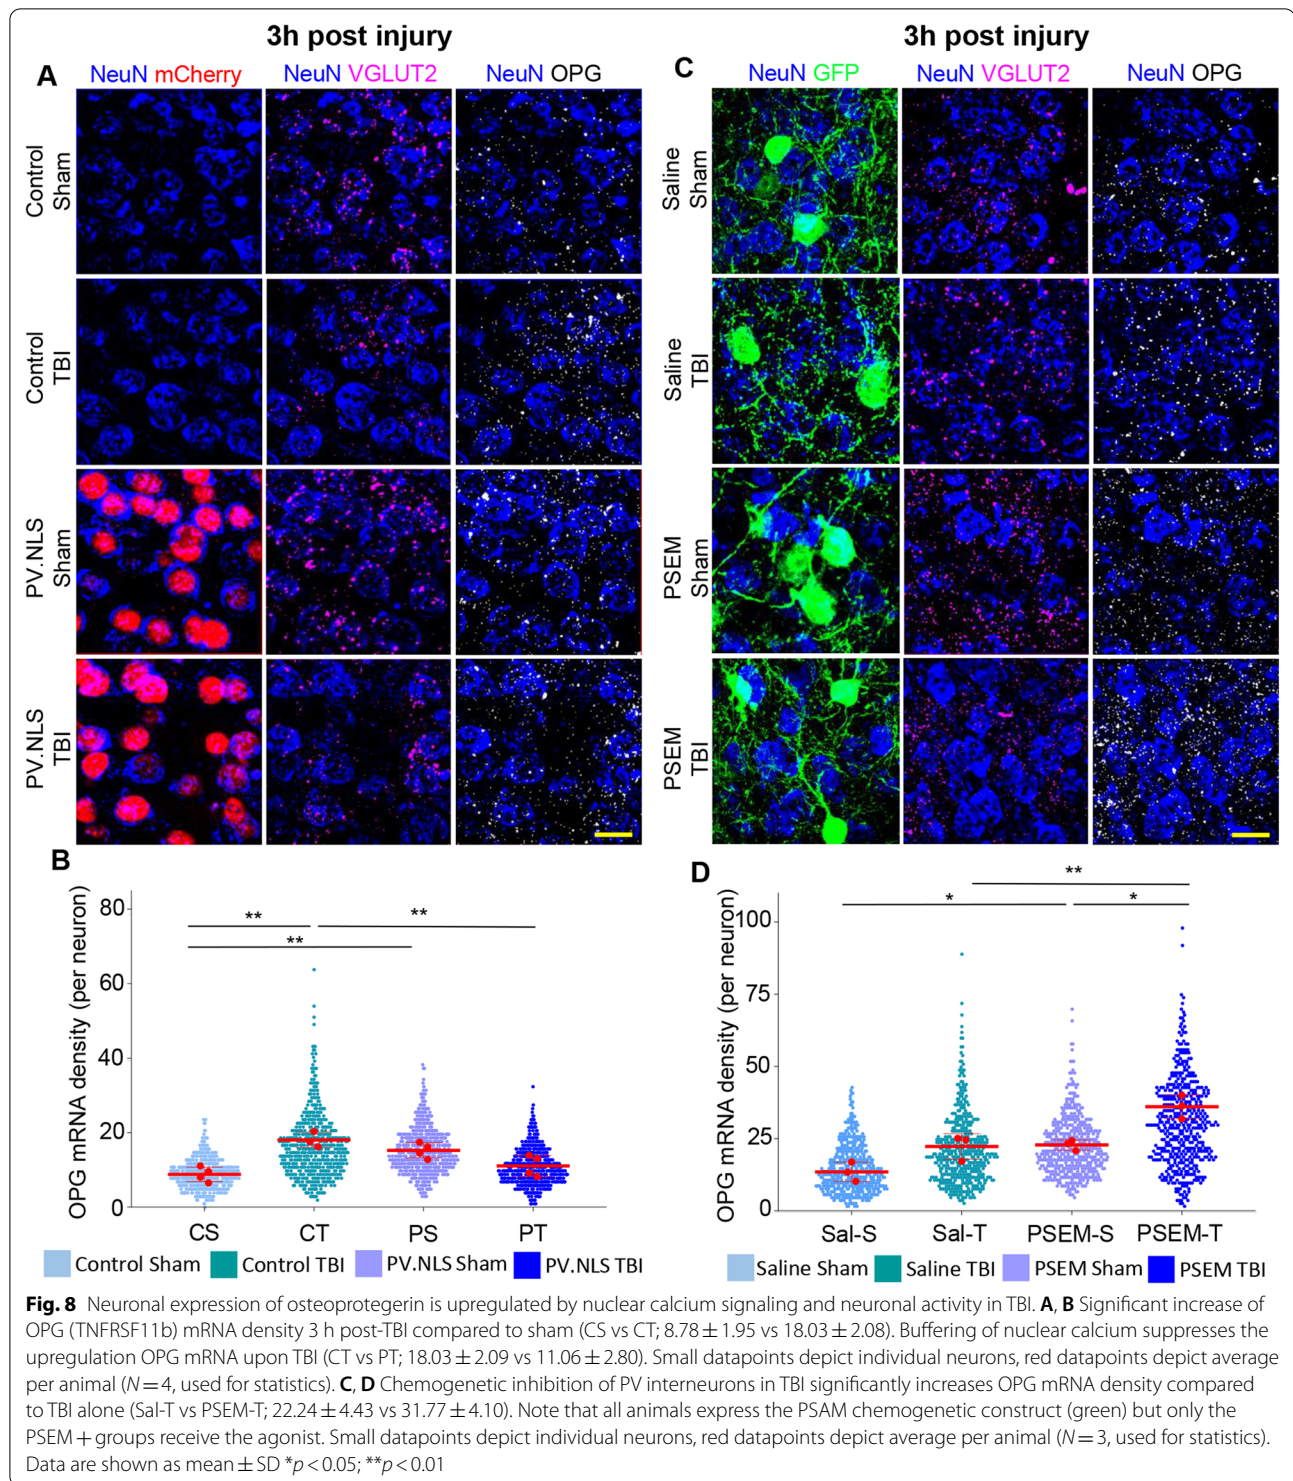 3h post injury
A
NeuN mCherry NeuN VGLUT2 NeuN OPG
Control
Sham
Control
TBI
PV.NLS
Sham
PV.NLS
TBI
3h post injury
C
NeuN GFP NeuN VGLUT2 NeuN OPG
Saline
Sham
Saline
TBI
PSEM
Sham
PSEM
TBI
B
OPG mRNA density (per neuron)
80
60
40
20
0
** **
**
CS CT PS PT
Control Sham Control TBI PV.NLS Sham PV.NLS TBI
D
OPG mRNA density (per neuron)
100
75
50
25
0
**
* *
Sal-S Sal-T PSEM-S PSEM-T
Saline Sham Saline TBI PSEM Sham PSEM TBI
Fig. 8 Neuronal expression of osteoprotegerin is upregulated by nuclear calcium signaling and neuronal activity in TBI. A, B Significant increase of
OPG (TNFRSF11b) mRNA density 3 h post-TBI compared to sham (CS vs CT; 8.78 ± 1.95 vs 18.03 ± 2.08). Buffering of nuclear calcium suppresses the
upregulation OPG mRNA upon TBI (CT vs PT; 18.03 ± 2.09 vs 11.06 ± 2.80). Small datapoints depict individual neurons, red datapoints depict average
per animal (N = 4, used for statistics). C, D Chemogenetic inhibition of PV interneurons in TBI significantly increases OPG mRNA density compared
to TBI alone (Sal-T vs PSEM-T; 22.24 ± 4.43 vs 31.77 ± 4.10). Note that all animals express the PSAM chemogenetic construct (green) but only the
PSEM + groups receive the agonist. Small datapoints depict individual neurons, red datapoints depict average per animal (N = 3, used for statistics).
Data are shown as mean ± SD *p < 0.05; **p < 0.01